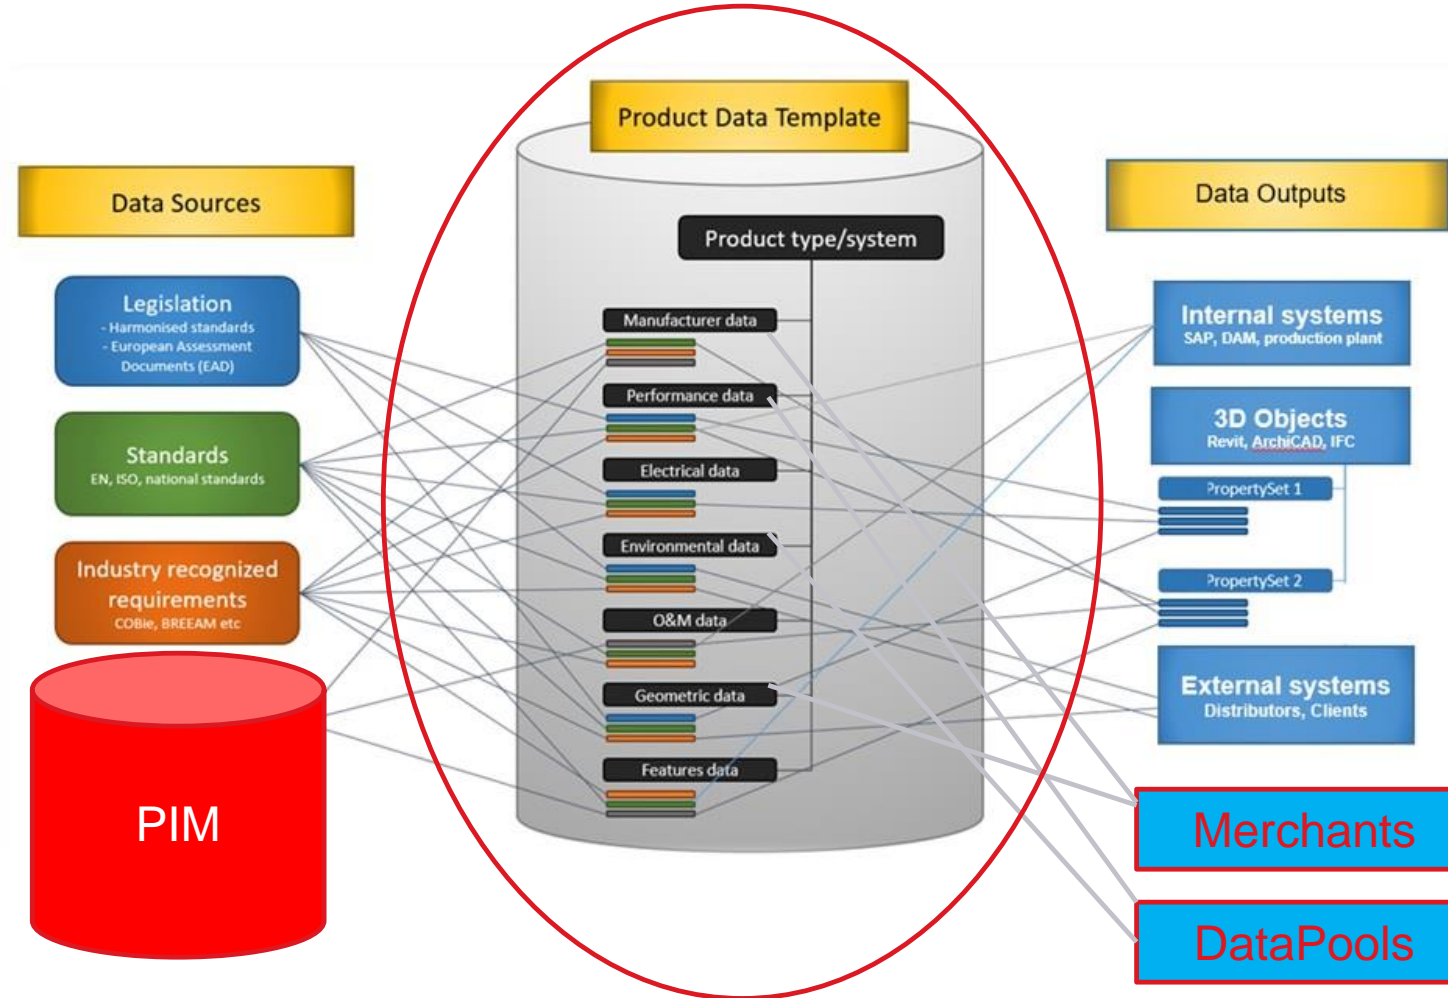 Product Data Template
Data Sources
Data Outputs
Product type/system
Legislation
- Harmonised standards
- European Assessment
Documents (EAD)
Standards
EN, ISO, national standards
Industry recognized
requirements
COBie, BREEAM etc
PIM
Manufacturer data
Performance data
Electrical data
Environmental data
O&M data
Geometric data
Features data
Internal systems
SAP, DAM, production plant
3D Objects
Revit, ArchiCAD, IFC
PropertySet 1
PropertySet 2
External systems
Distributors, Clients
Merchants
DataPools